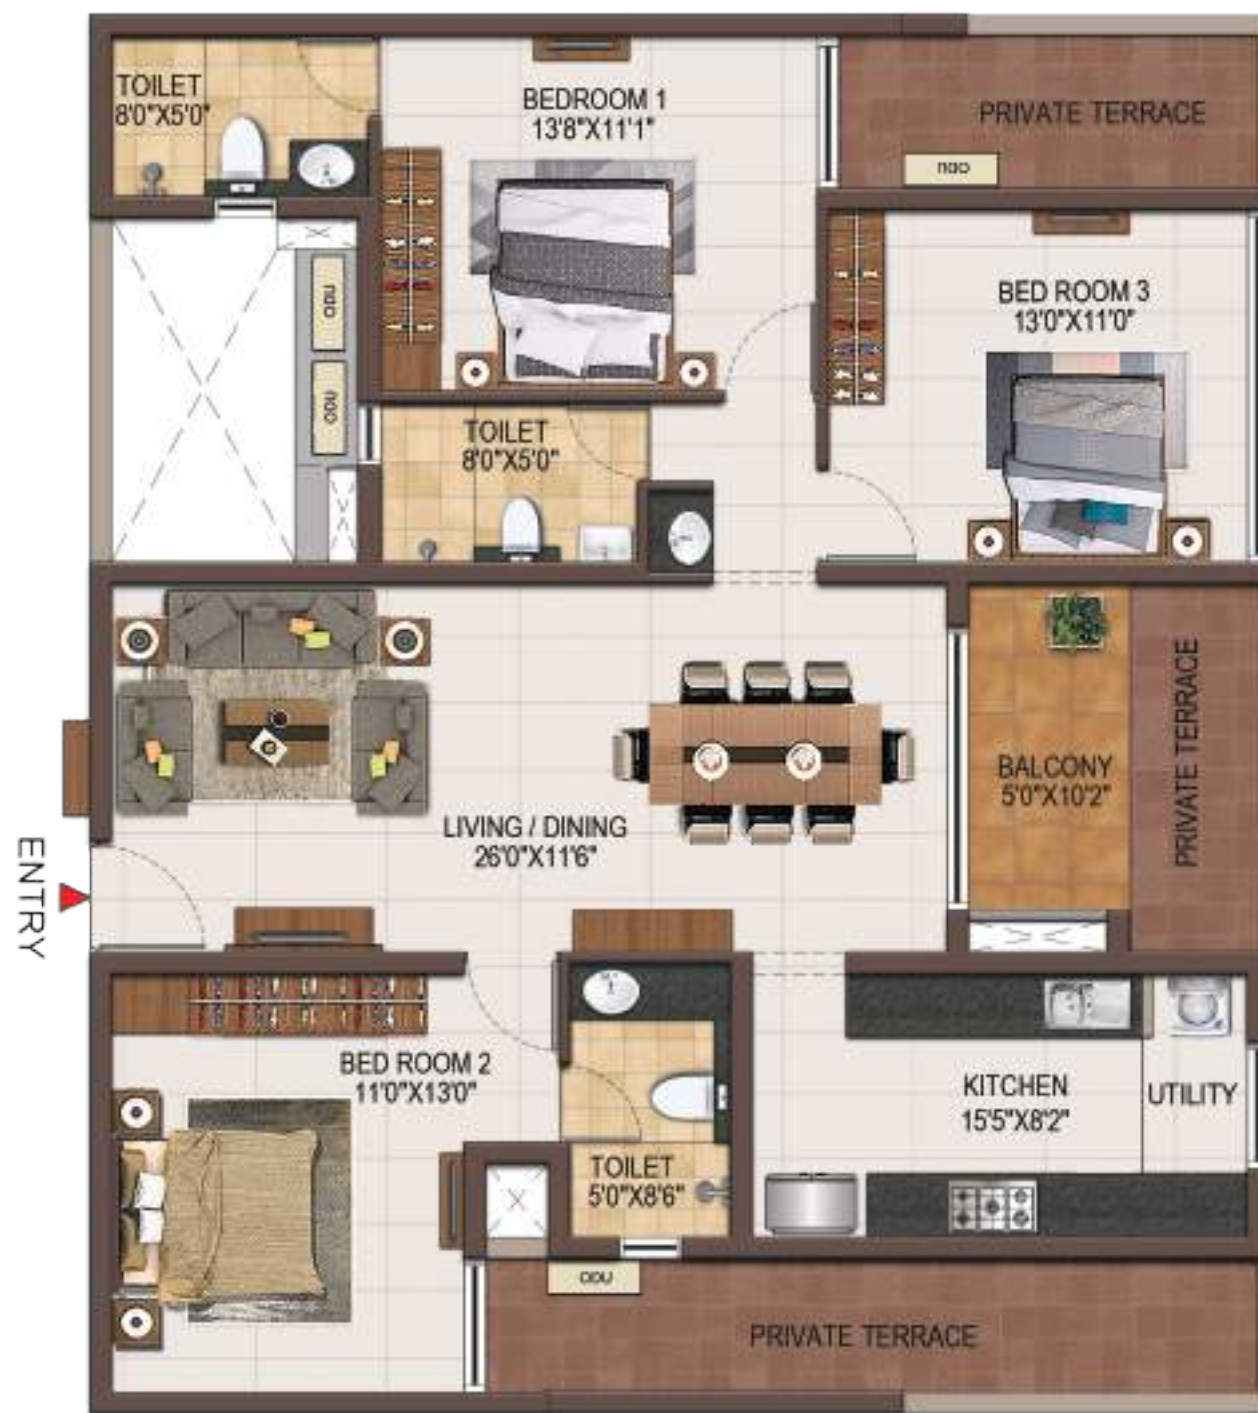 TOILET
8'0"X5'0"
BEDROOM 1
13'8"X11'1"
PRIVATE TERRACE
ODU
ODU
ODU
BED ROOM 3
13'0"X11'0"
TOILET
8'0"X5'0"
BALCONY
5'0"X10'2"
PRIVATE TERRACE
LIVING / DINING
26'0"X11'6"
ENTRY
BED ROOM 2
11'0"X13'0"
KITCHEN
15'5"X8'2"
UTILITY
TOILET
5'0"X8'6"
ODU
PRIVATE TERRACE